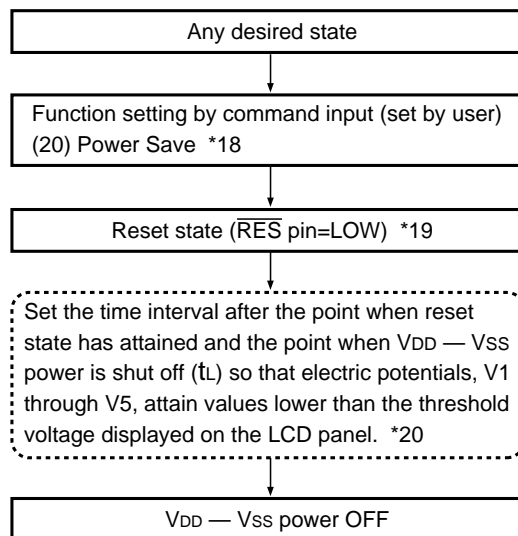 Any desired state
Function setting by command input (set by user)
(20) Power Save *18
Reset state (R̅E̅S̅ pin=LOW) *19
Set the time interval after the point when reset
state has attained and the point when VDD — VSS
power is shut off (tL) so that electric potentials, V1
through V5, attain values lower than the threshold
voltage displayed on the LCD panel. *20
VDD — VSS power OFF